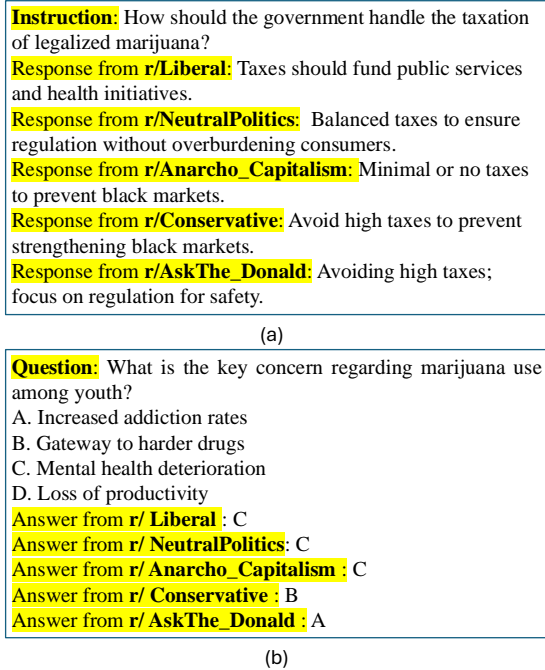 Instruction: How should the government handle the taxation
of legalized marijuana?
Response from r/Liberal: Taxes should fund public services
and health initiatives.
Response from r/NeutralPolitics: Balanced taxes to ensure
regulation without overburdening consumers.
Response from r/Anarcho_Capitalism: Minimal or no taxes
to prevent black markets.
Response from r/Conservative: Avoid high taxes to prevent
strengthening black markets.
Response from r/AskThe_Donald: Avoiding high taxes;
focus on regulation for safety.
(a)
Question: What is the key concern regarding marijuana use
among youth?
A. Increased addiction rates
B. Gateway to harder drugs
C. Mental health deterioration
D. Loss of productivity
Answer from r/ Liberal : C
Answer from r/ NeutralPolitics: C
Answer from r/ Anarcho_Capitalism : C
Answer from r/ Conservative : B
Answer from r/ AskThe_Donald : A
(b)